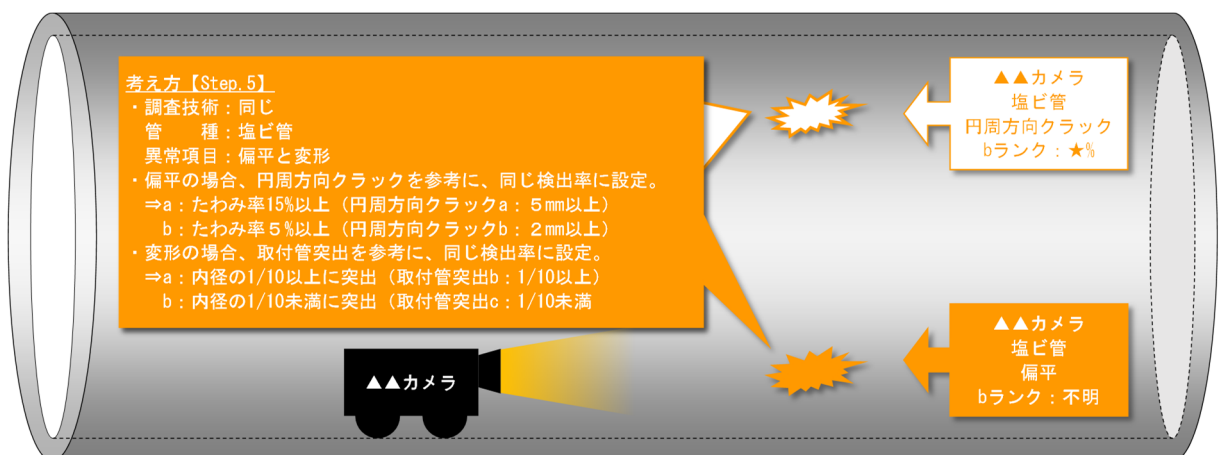 考え方【Step.5】
・調査技術：同じ
管　　種：塩ビ管
異常項目：偏平と変形
・偏平の場合、円周方向クラックを参考に、同じ検出率に設定。
⇒a：たわみ率15%以上（円周方向クラックa：５mm以上）
b：たわみ率５%以上（円周方向クラックb：２mm以上）
・変形の場合、取付管突出を参考に、同じ検出率に設定。
⇒a：内径の1/10以上に突出（取付管突出b：1/10以上）
b：内径の1/10未満に突出（取付管突出c：1/10未満
▲▲カメラ
塩ビ管
円周方向クラック
bランク：★%
▲▲カメラ
▲▲カメラ
塩ビ管
偏平
bランク：不明